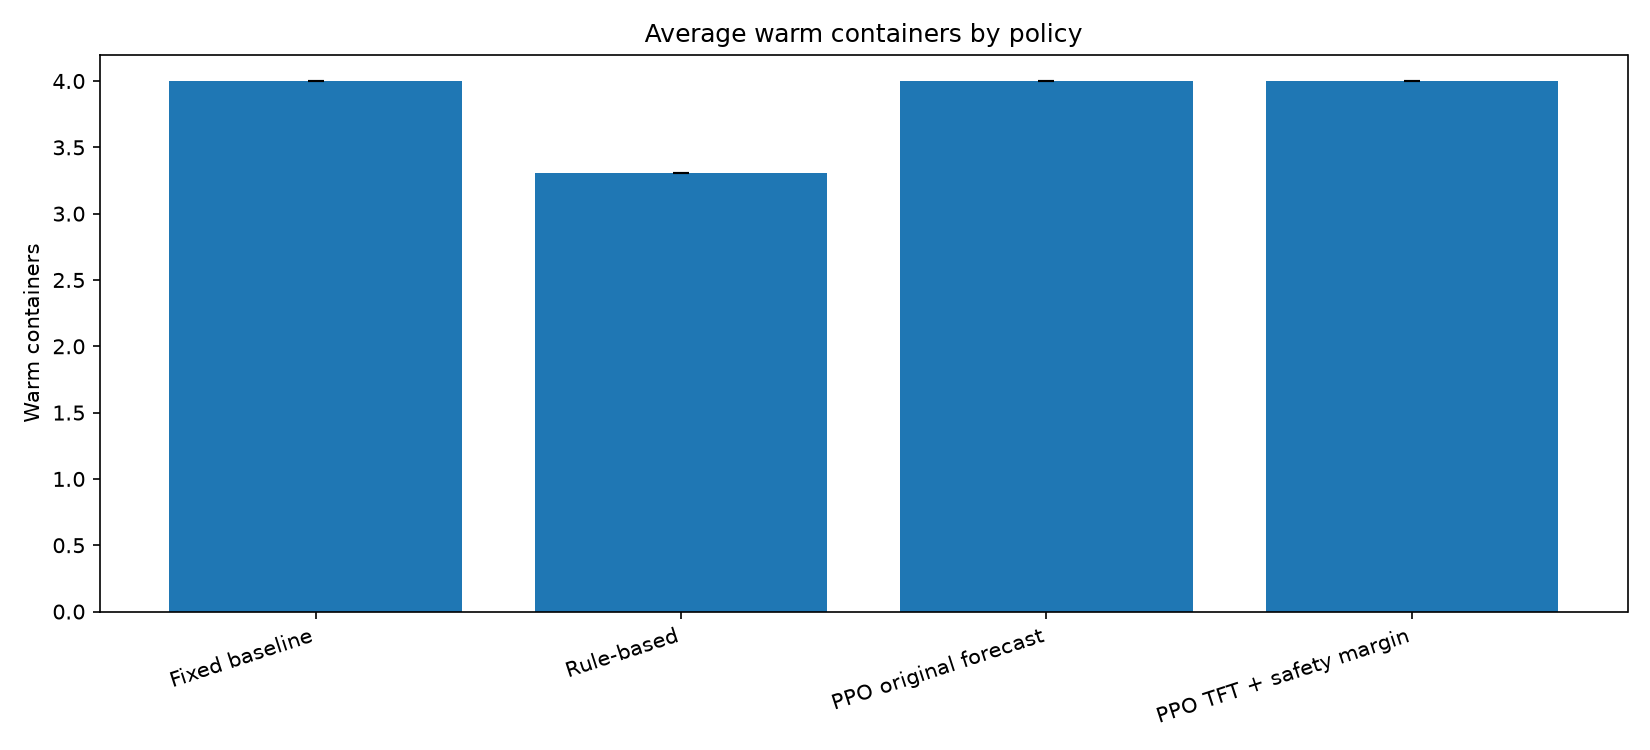 Average warm containers by policy
Warm containers
4.0
3.5
3.0
2.5
2.0
1.5
1.0
0.5
0.0
Fixed baseline
Rule-based
PPO original forecast
PPO TFT + safety margin